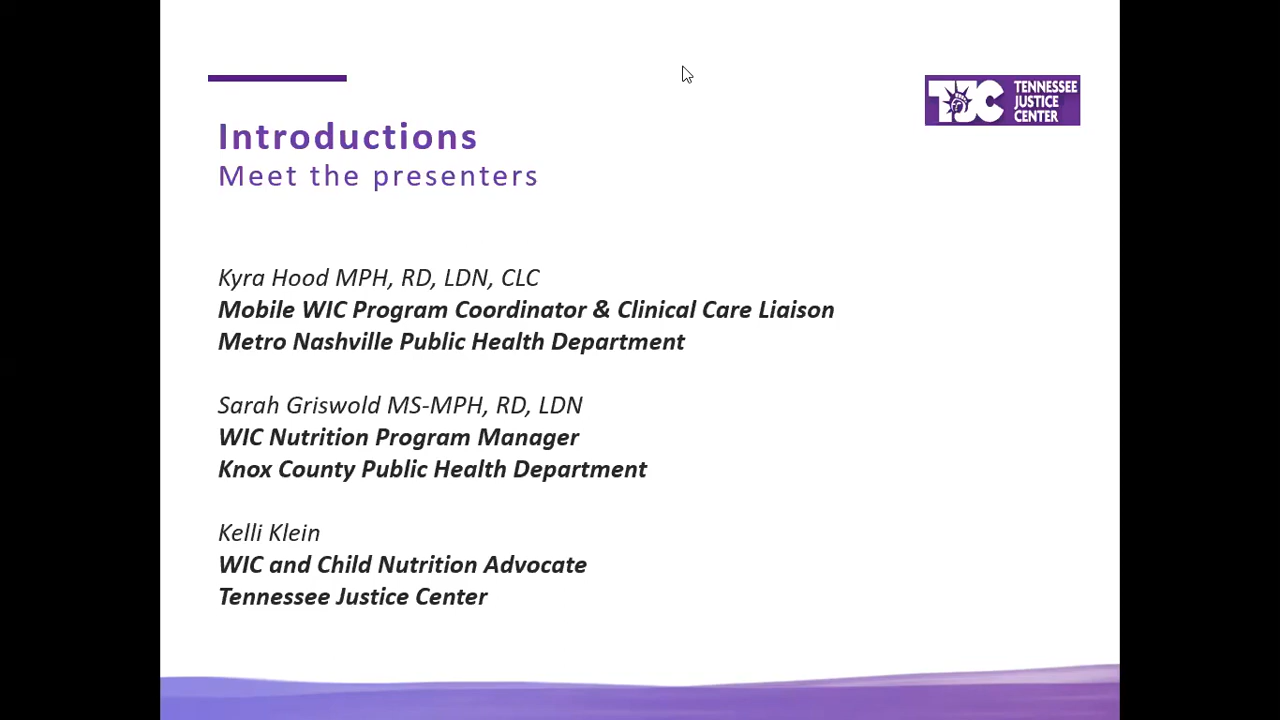 TJC TENNESSEE
JUSTICE
CENTER
Introductions
Meet the presenters
Kyra Hood MPH, RD, LDN, CLC
Mobile WIC Program Coordinator & Clinical Care Liaison
Metro Nashville Public Health Department
Sarah Griswold MS-MPH, RD, LDN
WIC Nutrition Program Manager
Knox County Public Health Department
Kelli Klein
WIC and Child Nutrition Advocate
Tennessee Justice Center